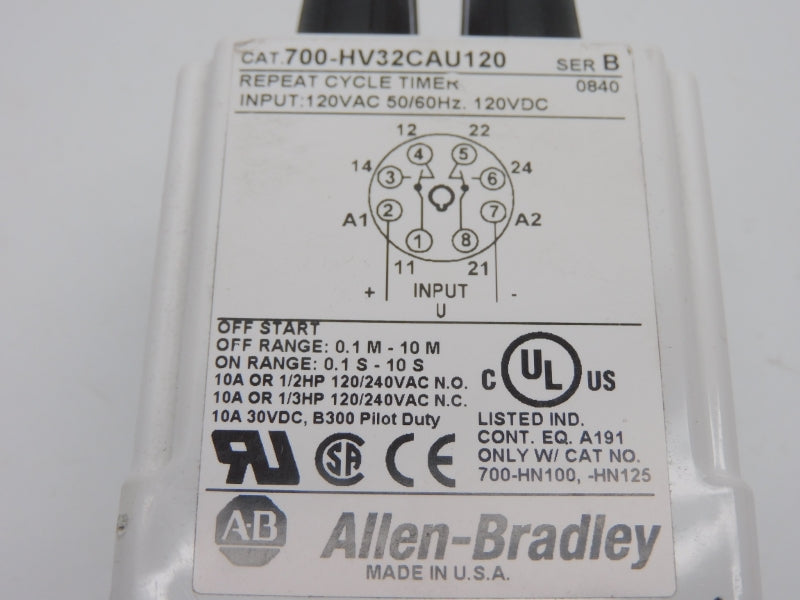 CAT.700-HV32CAU120 SER B
REPEAT CYCLE TIMER 0840
INPUT:120VAC 50/60Hz. 120VDC
12 22
4 5
14 24
3 6
A1 2 7 A2
1 8
11 21
+ INPUT -
U
OFF START
OFF RANGE: 0.1 M - 10 M
ON RANGE: 0.1 S - 10 S
10A OR 1/2HP 120/240VAC N.O.
10A OR 1/3HP 120/240VAC N.C.
10A 30VDC, B300 Pilot Duty
C UL US
LISTED IND.
CONT. EQ. A191
ONLY W/ CAT NO.
700-HN100, -HN125
RU SA CE
A-B Allen-Bradley
MADE IN U.S.A.